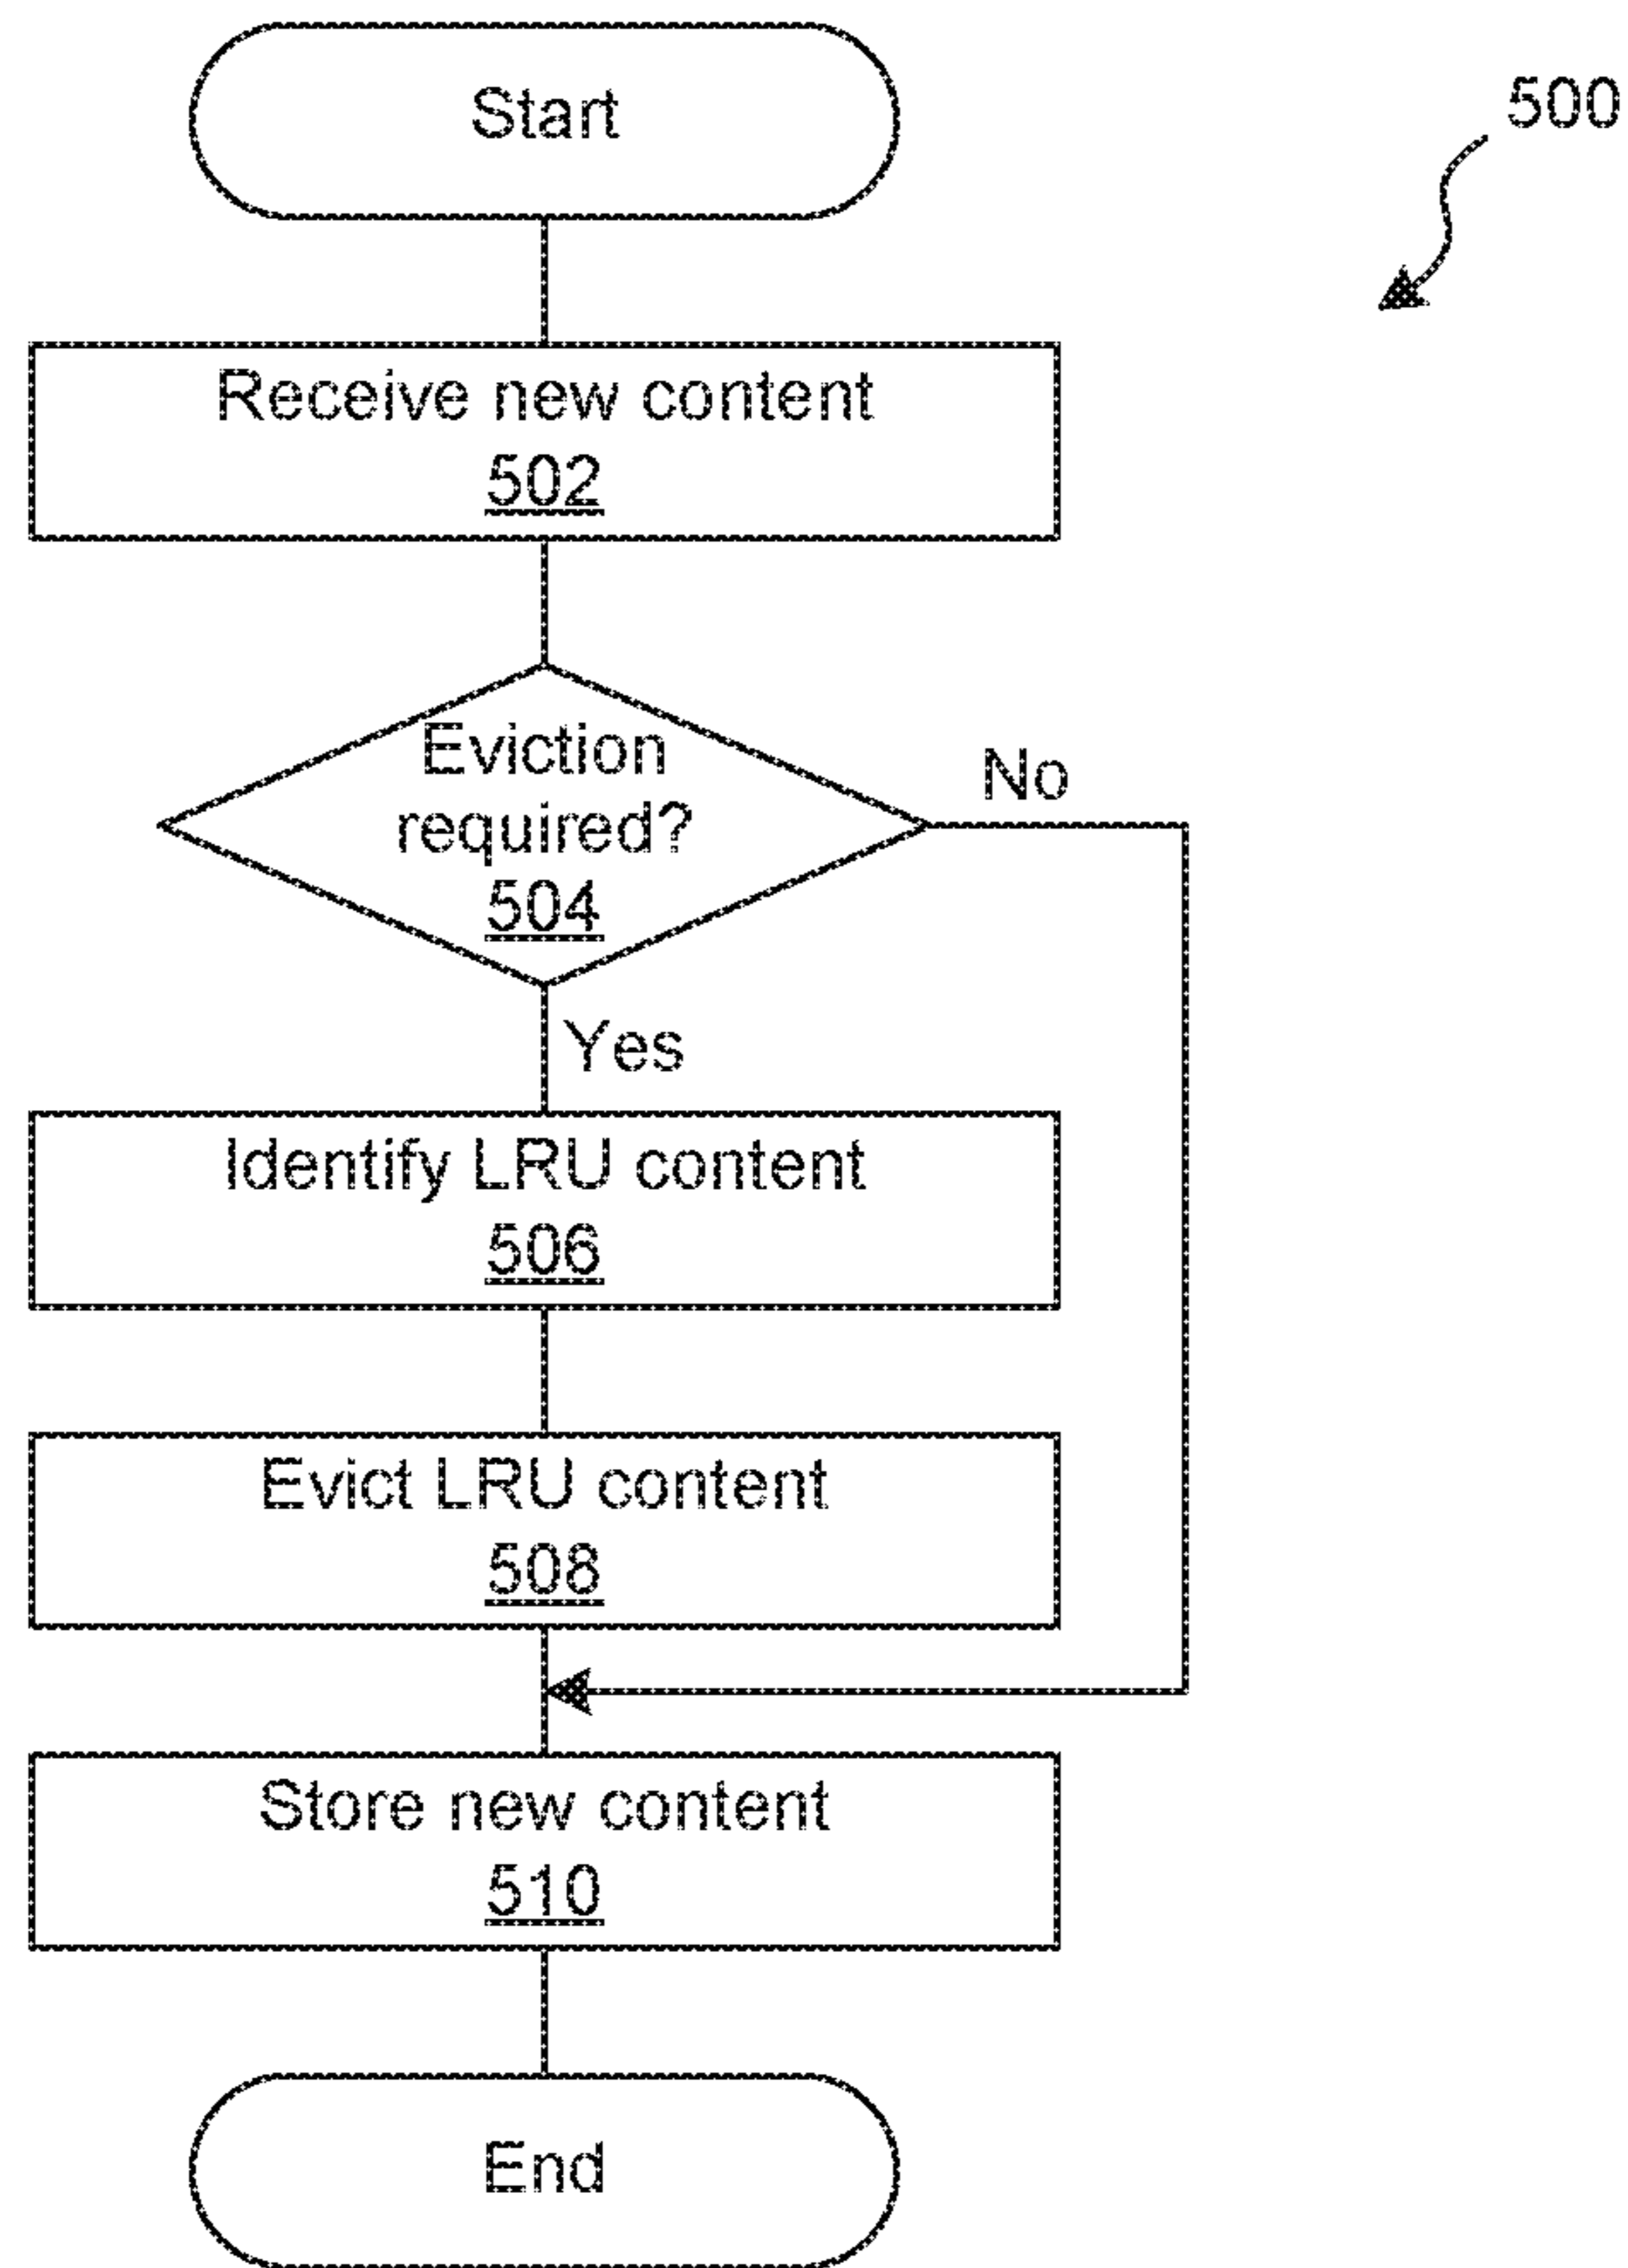 Start
500
Receive new content
502
Eviction
required?
504
No
Yes
Identify LRU content
506
Evict LRU content
508
Store new content
510
End